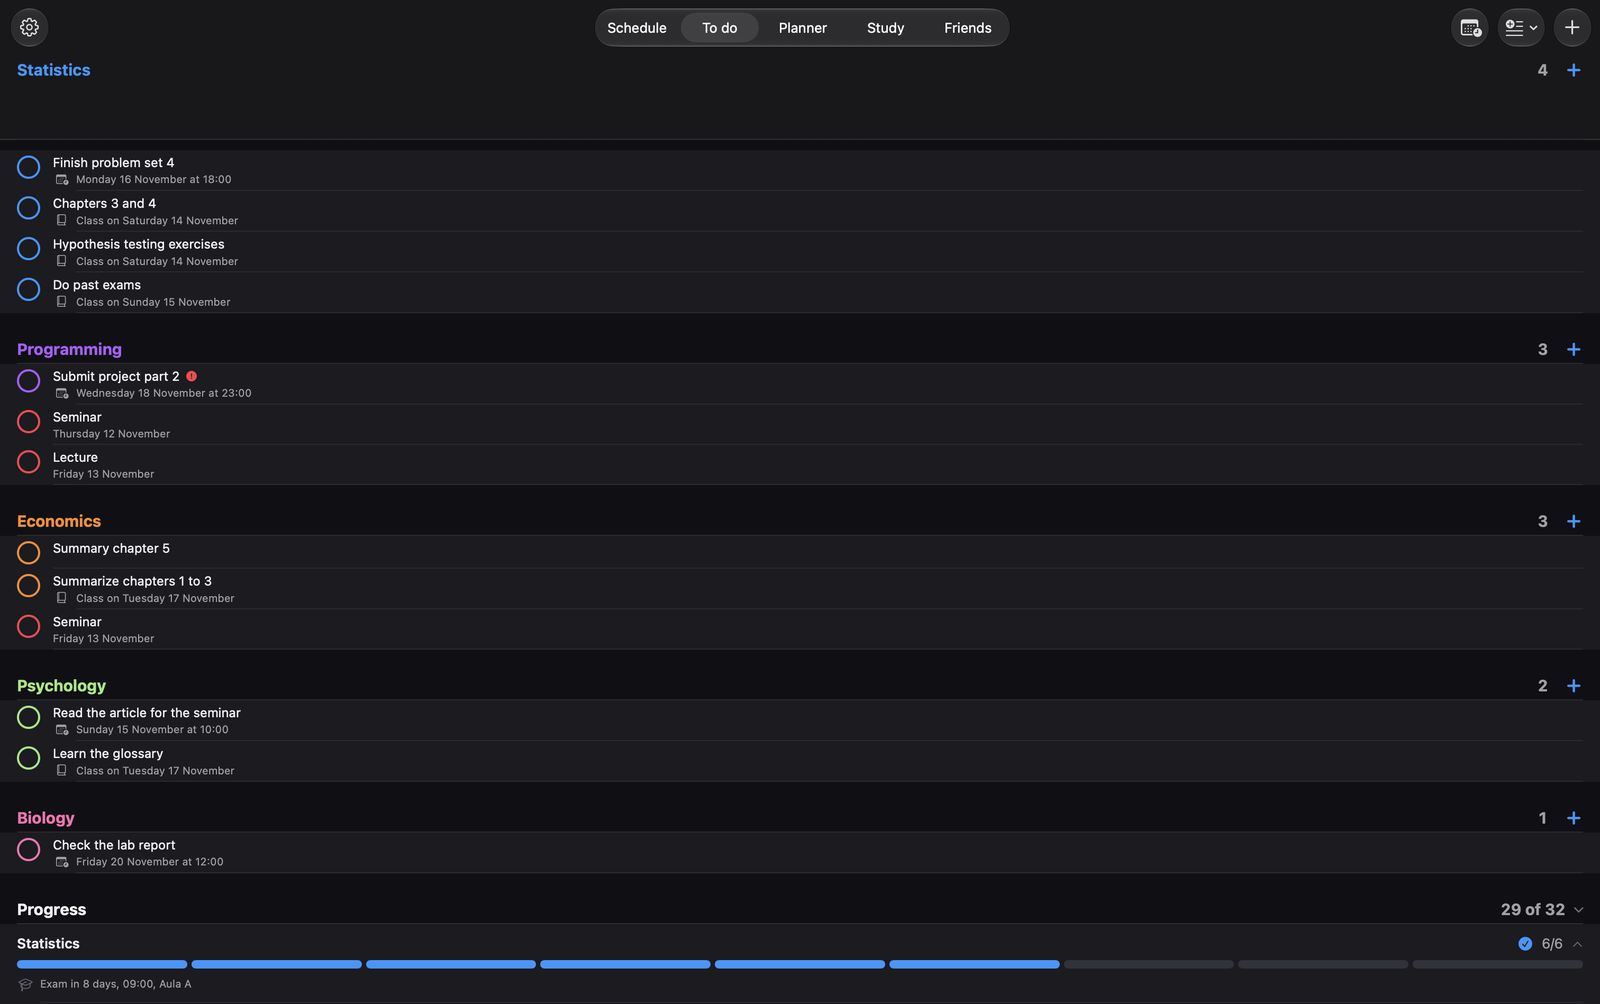 Schedule To do Planner Study Friends
Statistics 4
Finish problem set 4
Monday 16 November at 18:00
Chapters 3 and 4
Class on Saturday 14 November
Hypothesis testing exercises
Class on Saturday 14 November
Do past exams
Class on Sunday 15 November
Programming 3
Submit project part 2
Wednesday 18 November at 23:00
Seminar
Thursday 12 November
Lecture
Friday 13 November
Economics 3
Summary chapter 5
Summarize chapters 1 to 3
Class on Tuesday 17 November
Seminar
Friday 13 November
Psychology 2
Read the article for the seminar
Sunday 15 November at 10:00
Learn the glossary
Class on Tuesday 17 November
Biology 1
Check the lab report
Friday 20 November at 12:00
Progress 29 of 32
Statistics 6/6
Exam in 8 days, 09:00, Aula A